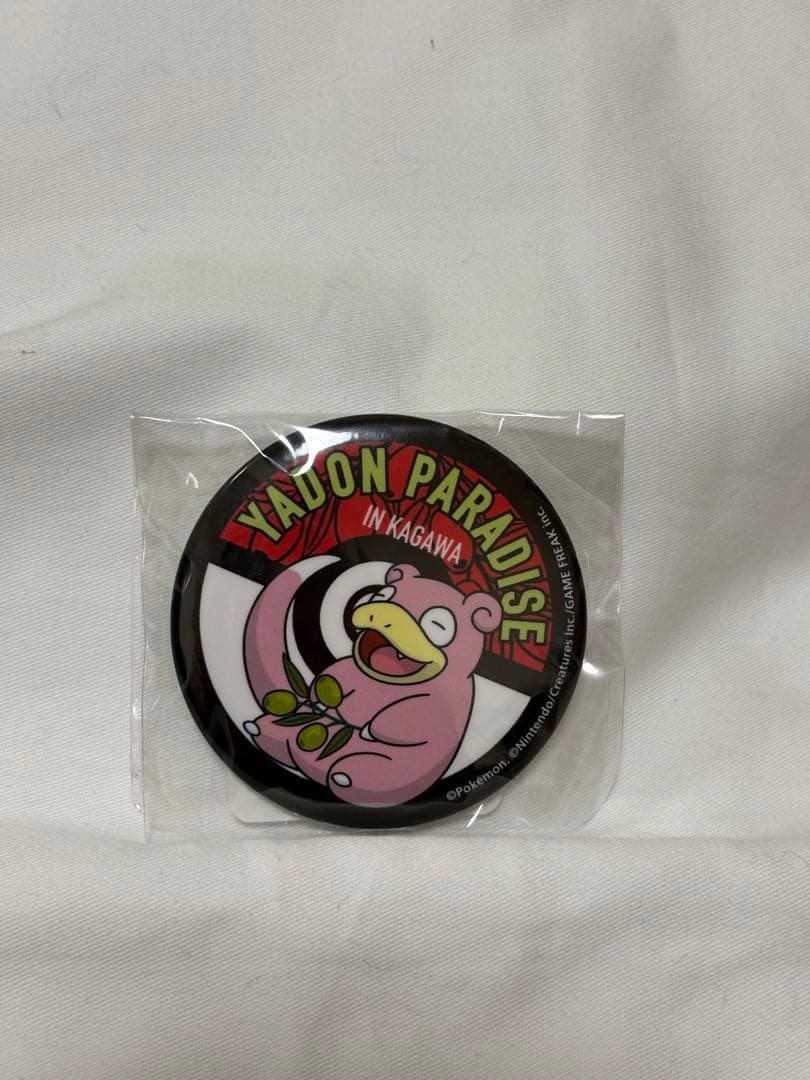 YADON PARADISE
IN KAGAWA
©Pokémon. ©Nintendo/Creatures Inc./GAME FREAK inc.